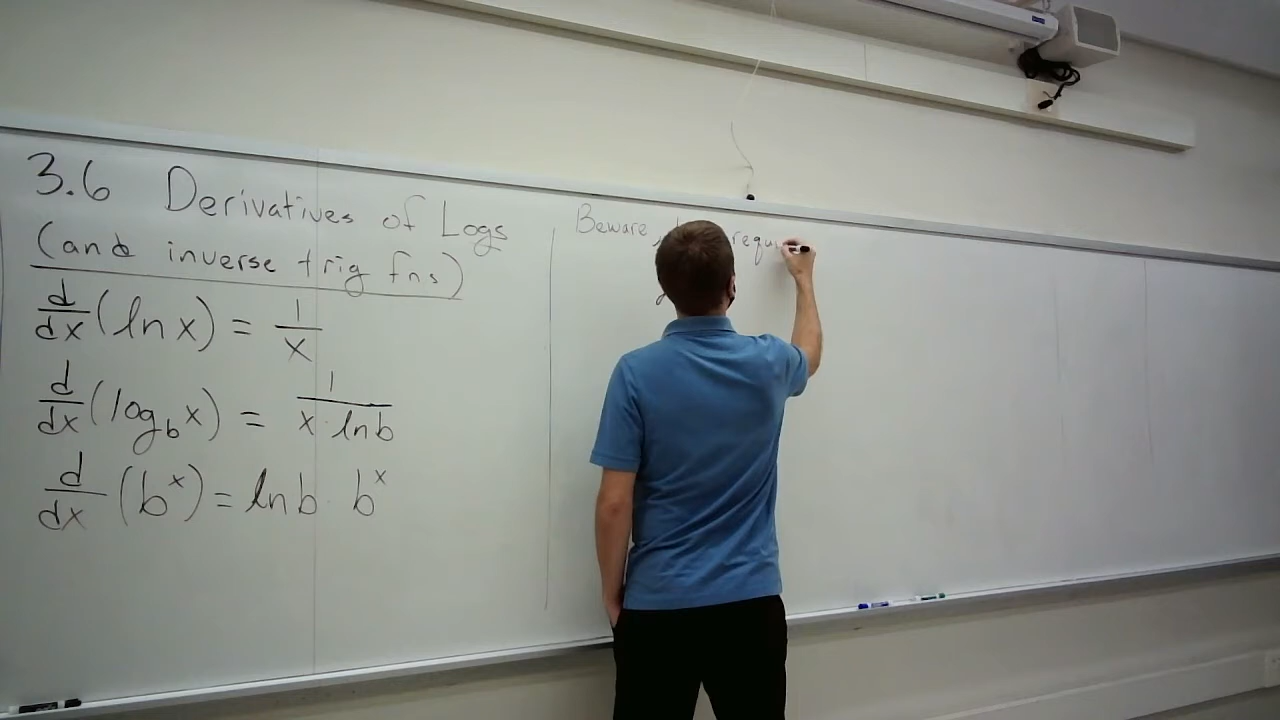 3.6 Derivatives of Logs
(and inverse trig fns)
d/dx (ln x) = 1/x
d/dx (log_b x) = 1/(x · ln b)
d/dx (b^x) = ln b · b^x
Beware